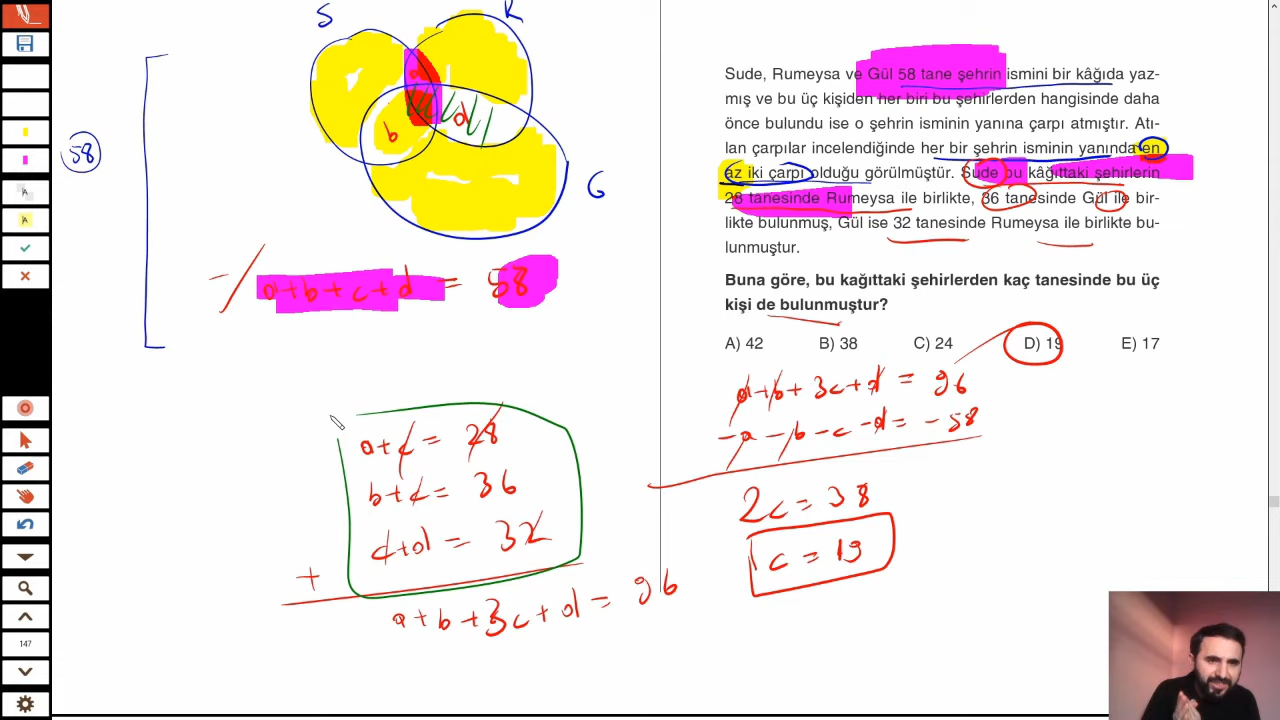 S
R
a
58
b
d
G
a+b+c+d = 58
a+c = 28
b+c = 36
c+d = 32
+
a+b+3c+d = 96
Sude, Rumeysa ve Gül 58 tane şehrin ismini bir kâğıda yaz-
mış ve bu üç kişiden her biri bu şehirlerden hangisinde daha
önce bulundu ise o şehrin isminin yanına çarpı atmıştır. Atı-
lan çarpılar incelendiğinde her bir şehrin isminin yanında en
az iki çarpı olduğu görülmüştür. Sude bu kâğıttaki şehirlerin
28 tanesinde Rumeysa ile birlikte, 36 tanesinde Gül ile bir-
likte bulunmuş, Gül ise 32 tanesinde Rumeysa ile birlikte bu-
lunmuştur.
Buna göre, bu kağıttaki şehirlerden kaç tanesinde bu üç
kişi de bulunmuştur?
A) 42 B) 38 C) 24 D) 19 E) 17
a+b+3c+d = 96
-a-b-c-d = -58
2c = 38
c = 19
147